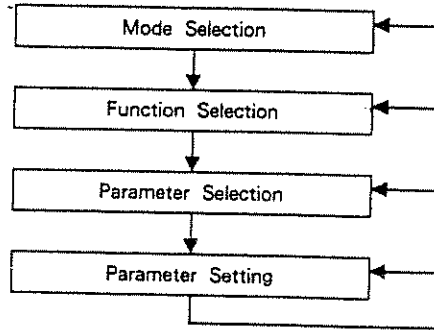 Mode Selection
Function Selection
Parameter Selection
Parameter Setting